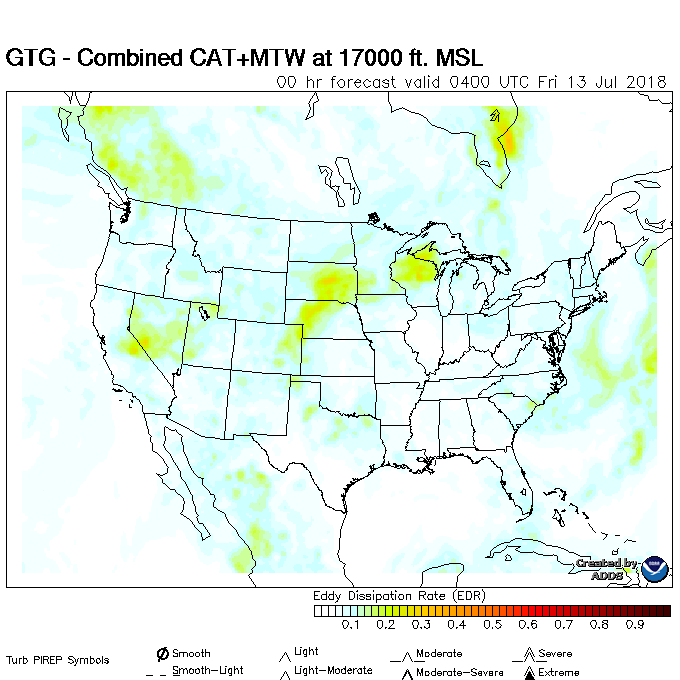 GTG - Combined CAT+MTW at 17000 ft. MSL
00 hr forecast valid 0400 UTC Fri 13 Jul 2018
Created by
ADDS
Eddy Dissipation Rate (EDR)
0.1 0.2 0.3 0.4 0.5 0.6 0.7 0.8 0.9
Smooth Light Moderate Severe
Turb PIREP Symbols
Smooth-Light Light-Moderate Moderate-Severe Extreme